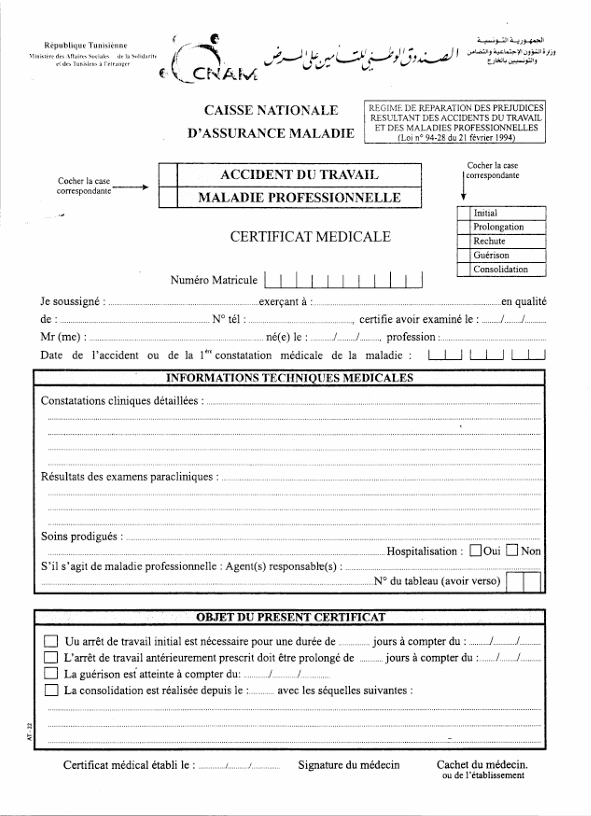 République Tunisienne
Ministère des Affaires Sociales de la Solidarité
et des Tunisiens à l'étranger
CNAM
الصندوق الوطني للتأمين على المرض
الجمهورية التونسية
وزارة الشؤون الإجتماعية والتضامن
والتونسيين بالخارج
CAISSE NATIONALE
D'ASSURANCE MALADIE
REGIME DE REPARATION DES PREJUDICES
RESULTANT DES ACCIDENTS DU TRAVAIL
ET DES MALADIES PROFESSIONNELLES
(Loi n° 94-28 du 21 février 1994)
Cocher la case
correspondante
ACCIDENT DU TRAVAIL
MALADIE PROFESSIONNELLE
Cocher la case
correspondante
Initial
Prolongation
Rechute
Guérison
Consolidation
CERTIFICAT MEDICALE
Numéro Matricule
Je soussigné : ........ exerçant à : ........ en qualité
de : ........ N° tél : ........, certifie avoir examiné le : ....../....../......
Mr (me) : ........ né(e) le : ....../....../......, profession : ........
Date de l'accident ou de la 1ère constatation médicale de la maladie :
INFORMATIONS TECHNIQUES MEDICALES
Constatations cliniques détaillées :
Résultats des examens paracliniques :
Soins prodigués :
Hospitalisation : Oui Non
S'il s'agit de maladie professionnelle : Agent(s) responsable(s) :
N° du tableau (avoir verso)
OBJET DU PRESENT CERTIFICAT
Uu arrêt de travail initial est nécessaire pour une durée de ........ jours à compter du : ....../....../......
L'arrêt de travail antérieurement prescrit doit être prolongé de ........ jours à compter du : ....../....../......
La guérison est atteinte à compter du: ....../....../......
La consolidation est réalisée depuis le : ........ avec les séquelles suivantes :
AT - 32
Certificat médical établi le : ....../....../...... Signature du médecin Cachet du médecin.
ou de l'établissement